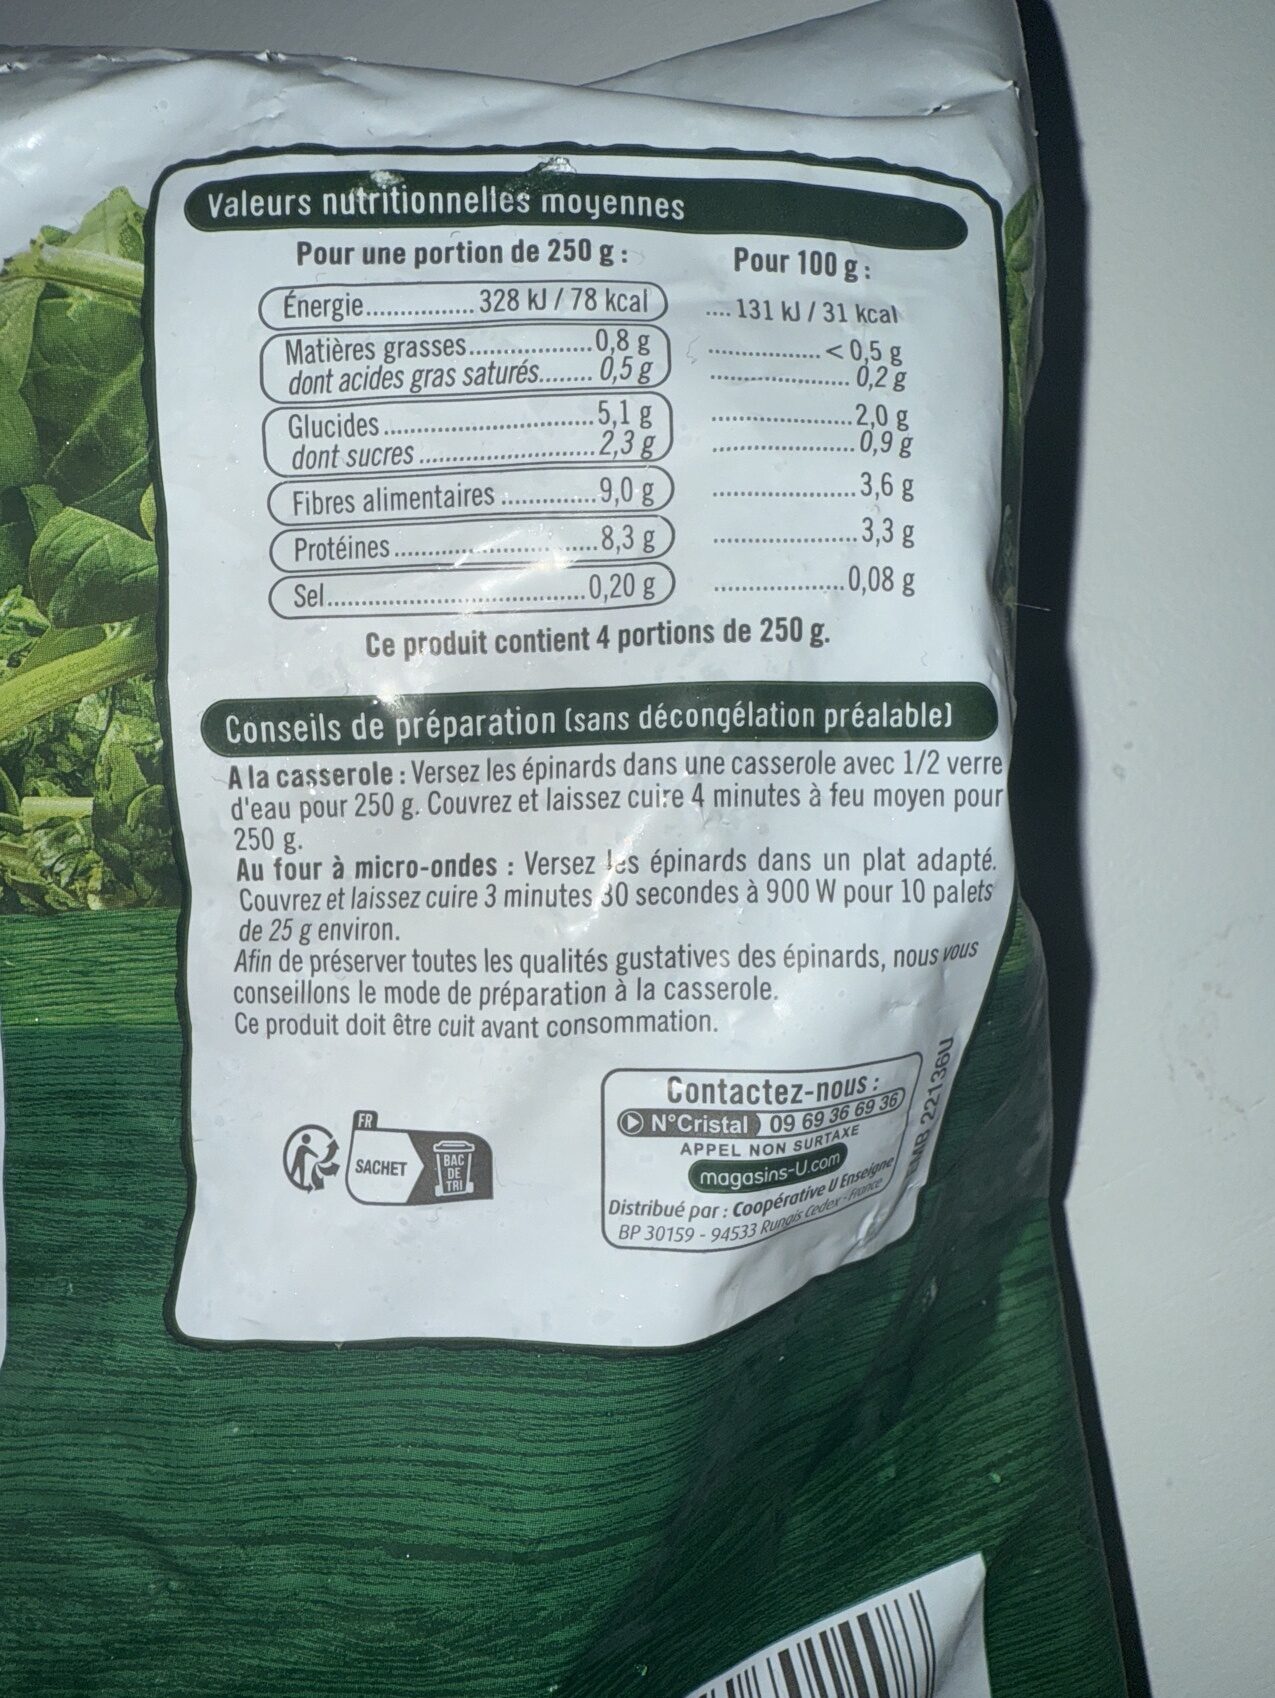 Valeurs nutritionnelles moyennes
Pour une portion de 250 g : Pour 100 g :
Énergie................ 328 kJ / 78 kcal .... 131 kJ / 31 kcal
Matières grasses.................0,8 g ................< 0,5 g
dont acides gras saturés........ 0,5 g .................... 0,2 g
Glucides.............................5,1 g .....................2,0 g
dont sucres ........................2,3 g .....................0,9 g
Fibres alimentaires ..............9,0 g .....................3,6 g
Protéines............................8,3 g .....................3,3 g
Sel.....................................0,20 g ...................0,08 g
Ce produit contient 4 portions de 250 g.
Conseils de préparation (sans décongélation préalable)
A la casserole : Versez les épinards dans une casserole avec 1/2 verre
d'eau pour 250 g. Couvrez et laissez cuire 4 minutes à feu moyen pour
250 g.
Au four à micro-ondes : Versez les épinards dans un plat adapté.
Couvrez et laissez cuire 3 minutes 30 secondes à 900 W pour 10 palets
de 25 g environ.
Afin de préserver toutes les qualités gustatives des épinards, nous vous
conseillons le mode de préparation à la casserole.
Ce produit doit être cuit avant consommation.
FR
SACHET
BAC
DE
TRI
Contactez-nous :
N°Cristal 09 69 36 69 36
APPEL NON SURTAXE
magasins-U.com
Distribué par : Coopérative U Enseigne
BP 30159 - 94533 Rungis Cedex - France
EMB 22136U